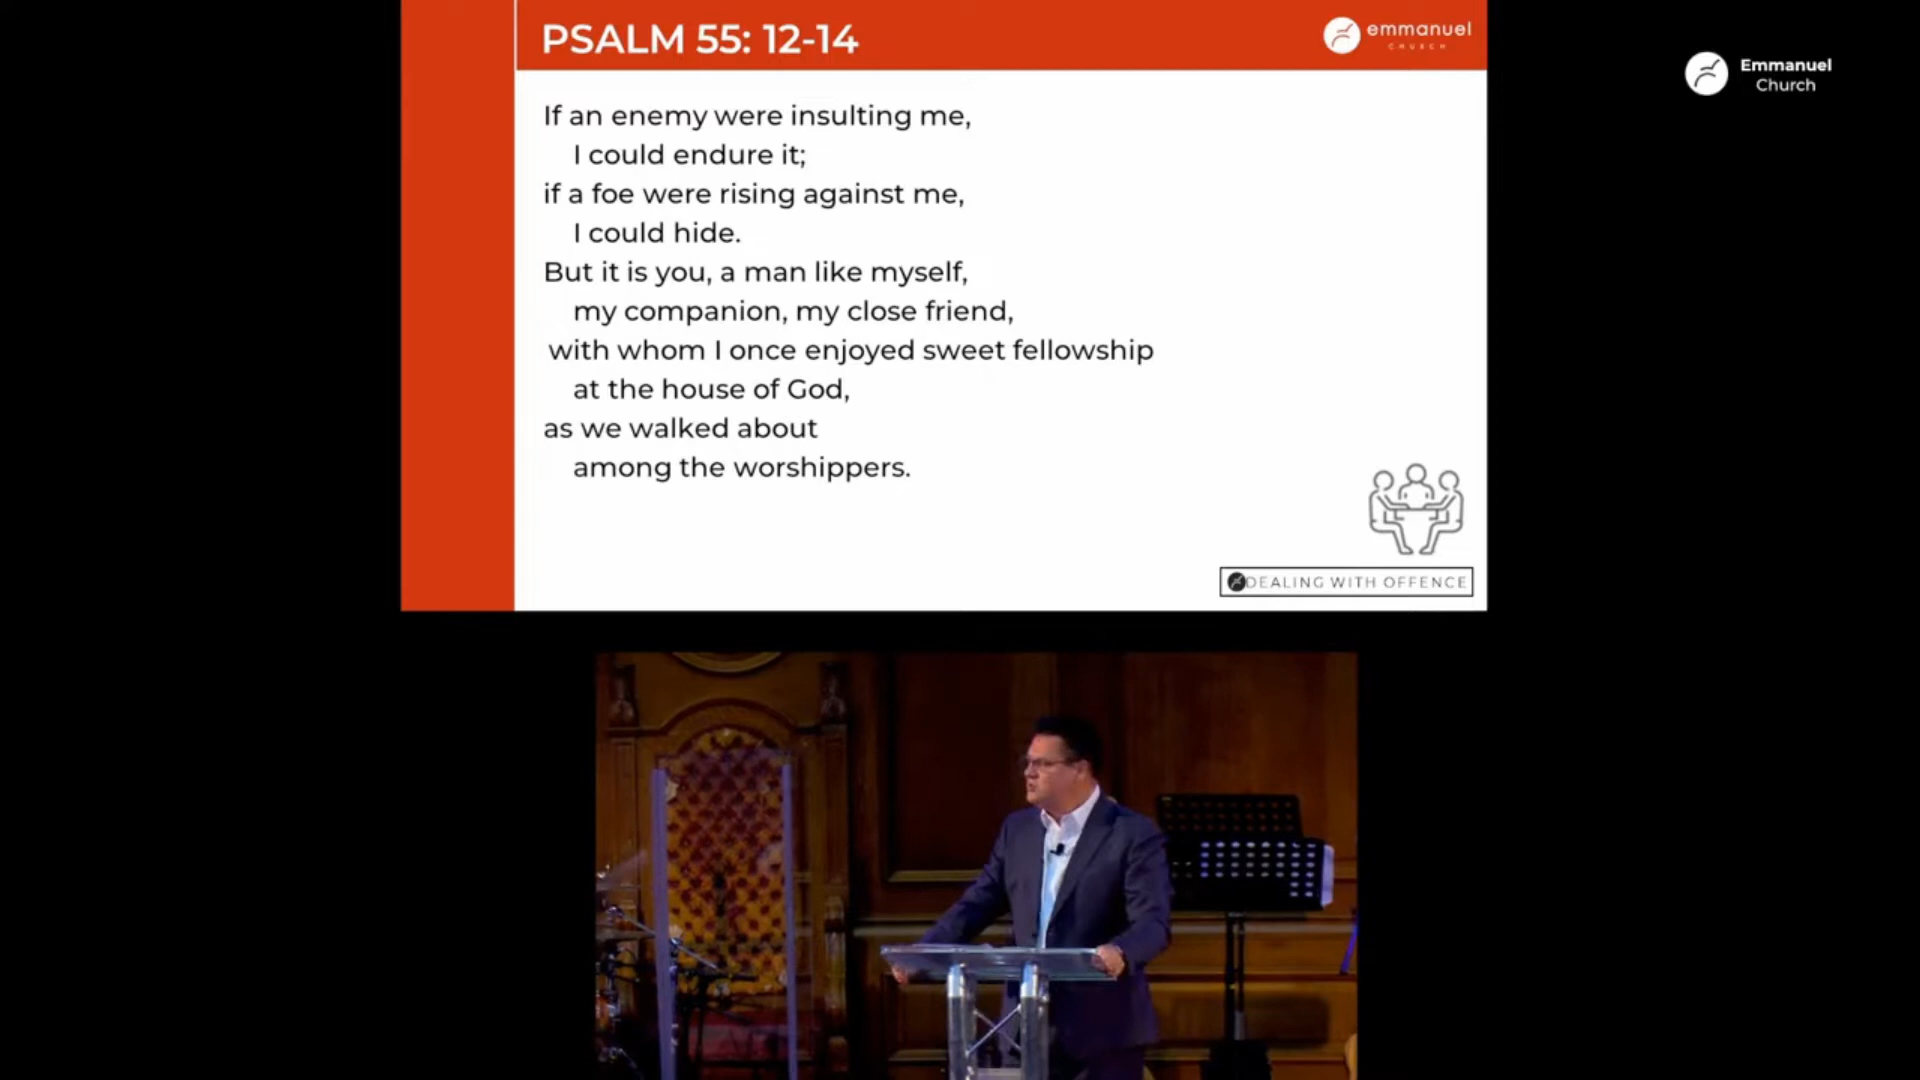 PSALM 55: 12-14
emmanuel
CHURCH
Emmanuel
Church
If an enemy were insulting me,
I could endure it;
if a foe were rising against me,
I could hide.
But it is you, a man like myself,
my companion, my close friend,
with whom I once enjoyed sweet fellowship
at the house of God,
as we walked about
among the worshippers.
DEALING WITH OFFENCE